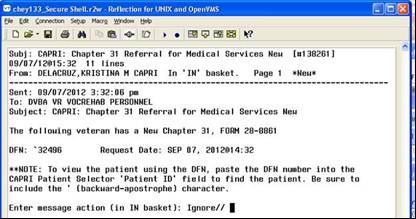 chey133_Secure Shell.r2w - Reflection for UNIX and OpenVMS
File Edit Connection Setup Macro Window Help
Subj: CAPRI: Chapter 31 Referral for Medical Services New [#138261]
09/07/12@15:32 11 lines
From: DELACRUZ,KRISTINA M CAPRI In 'IN' basket. Page 1 *New*
Sent: 09/07/2012 3:32:06 pm
To: DVBA VR VOCREHAB PERSONNEL
Subject: CAPRI: Chapter 31 Referral for Medical Services New
The following veteran has a New Chapter 31, FORM 28-8861
DFN: `32496 Request Date: SEP 07, 2012@14:32
**NOTE: To view the patient using the DFN, paste the DFN number into the
CAPRI Patient Selector 'Patient ID' field to find the patient. Be sure to
include the ' (backward-apostrophe) character.
Enter message action (in IN basket): Ignore//